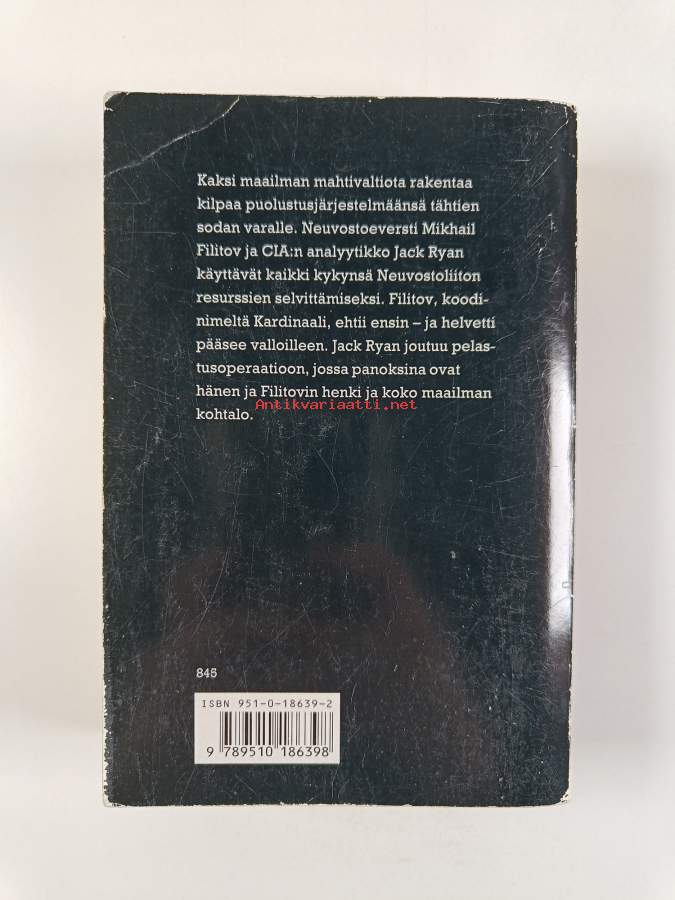 Kaksi maailman mahtivaltiota rakentaa
kilpaa puolustusjärjestelmäänsä tähtien
sodan varalle. Neuvostoeversti Mikhail
Filitov ja CIA:n analyytikko Jack Ryan
käyttävät kaikki kykynsä Neuvostoliiton
resurssien selvittämiseksi. Filitov, koodi-
nimeltä Kardinaali, ehtii ensin – ja helvetti
pääsee valloilleen. Jack Ryan joutuu pelas-
tusoperaatioon, jossa panoksina ovat
hänen ja Filitovin henki ja koko maailman
Antikvariaatti.net
kohtalo.
845
ISBN 951-0-18639-2
9 789510 186398